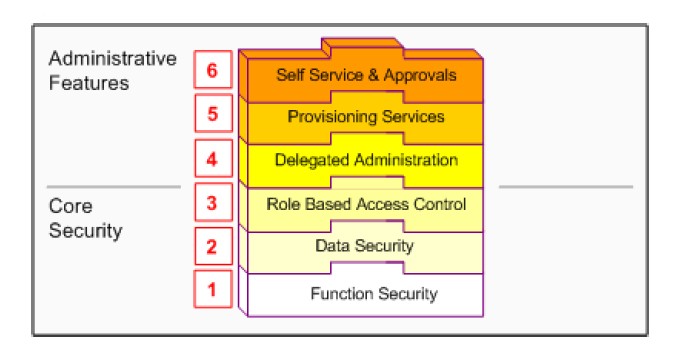 Administrative
Features
6
Self Service & Approvals
5
Provisioning Services
4
Delegated Administration
Core
Security
3
Role Based Access Control
2
Data Security
1
Function Security